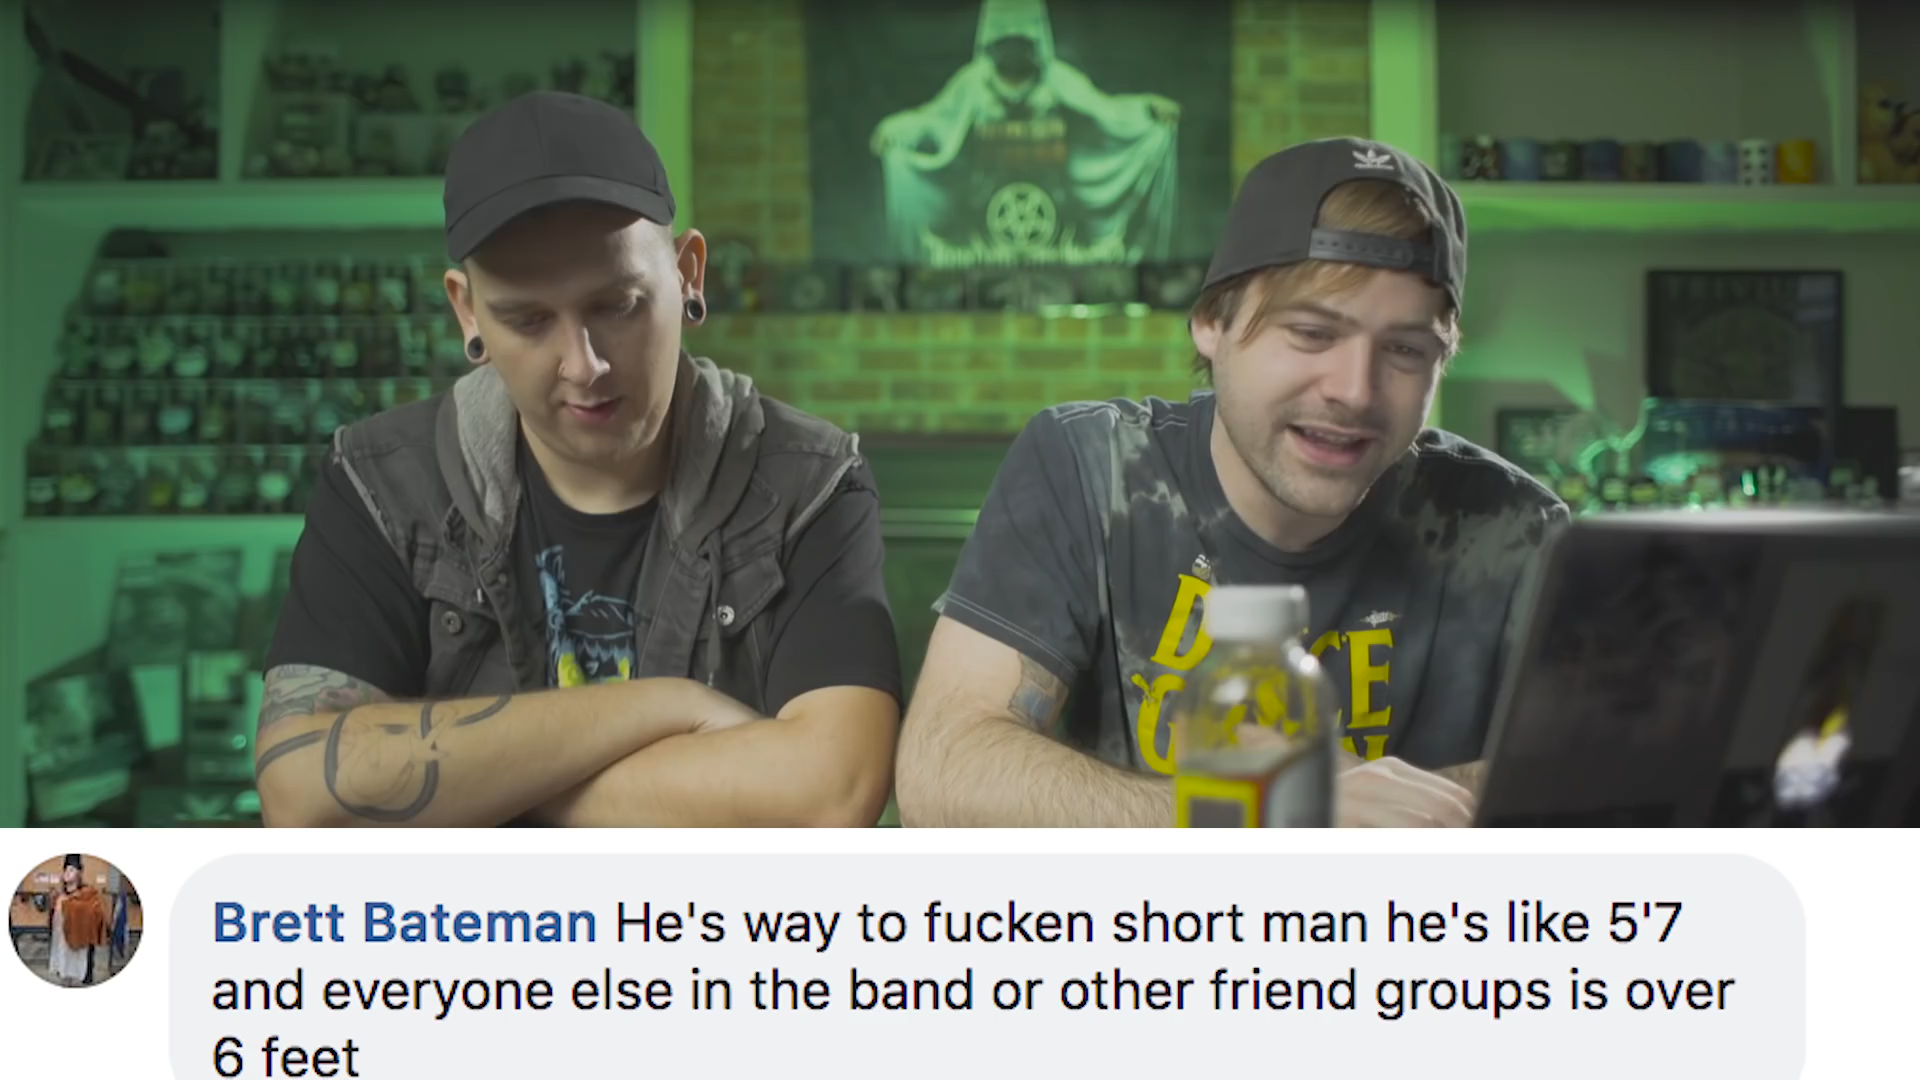 Brett Bateman He's way to fucken short man he's like 5'7
and everyone else in the band or other friend groups is over
6 feet